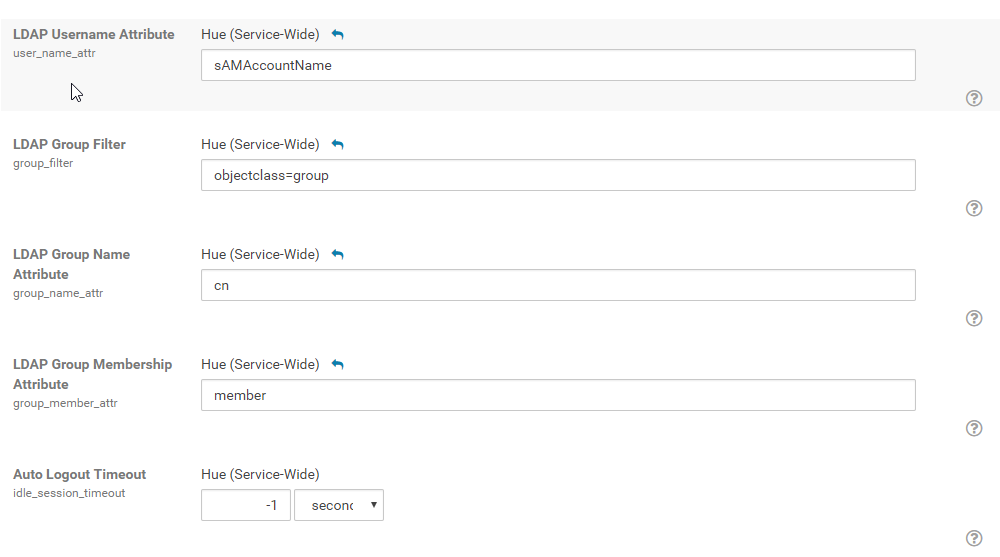 LDAP Username Attribute
user_name_attr
Hue (Service-Wide)
sAMAccountName
LDAP Group Filter
group_filter
Hue (Service-Wide)
objectclass=group
LDAP Group Name
Attribute
group_name_attr
Hue (Service-Wide)
cn
LDAP Group Membership
Attribute
group_member_attr
Hue (Service-Wide)
member
Auto Logout Timeout
idle_session_timeout
Hue (Service-Wide)
-1 second